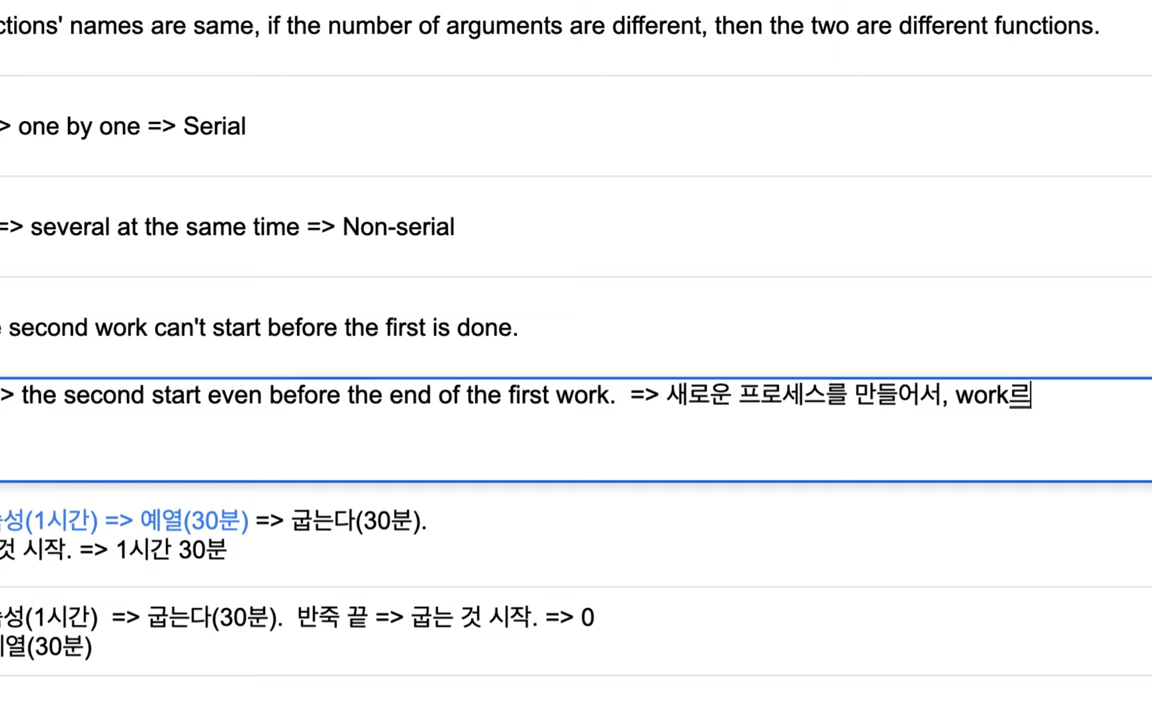 ctions' names are same, if the number of arguments are different, then the two are different functions.
> one by one => Serial
=> several at the same time => Non-serial
second work can't start before the first is done.
> the second start even before the end of the first work.  => 새로운 프로세스를 만들어서, work르
성(1시간) => 예열(30분) => 굽는다(30분).
것 시작. => 1시간 30분
성(1시간)  => 굽는다(30분).  반죽 끝 => 굽는 것 시작. => 0
열(30분)